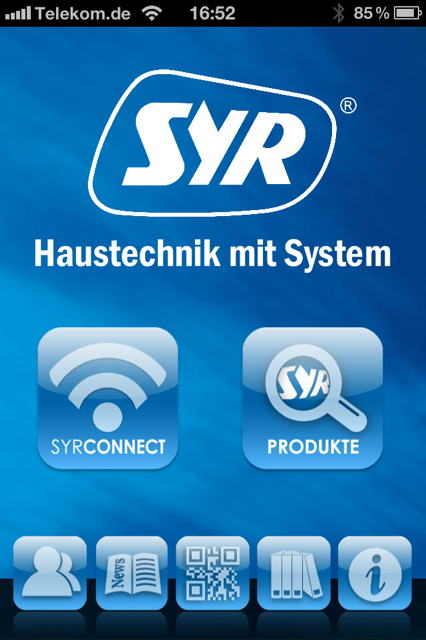 Telekom.de 16:52 85 %
SYR®
Haustechnik mit System
SYR
SYRCONNECT PRODUKTE
News